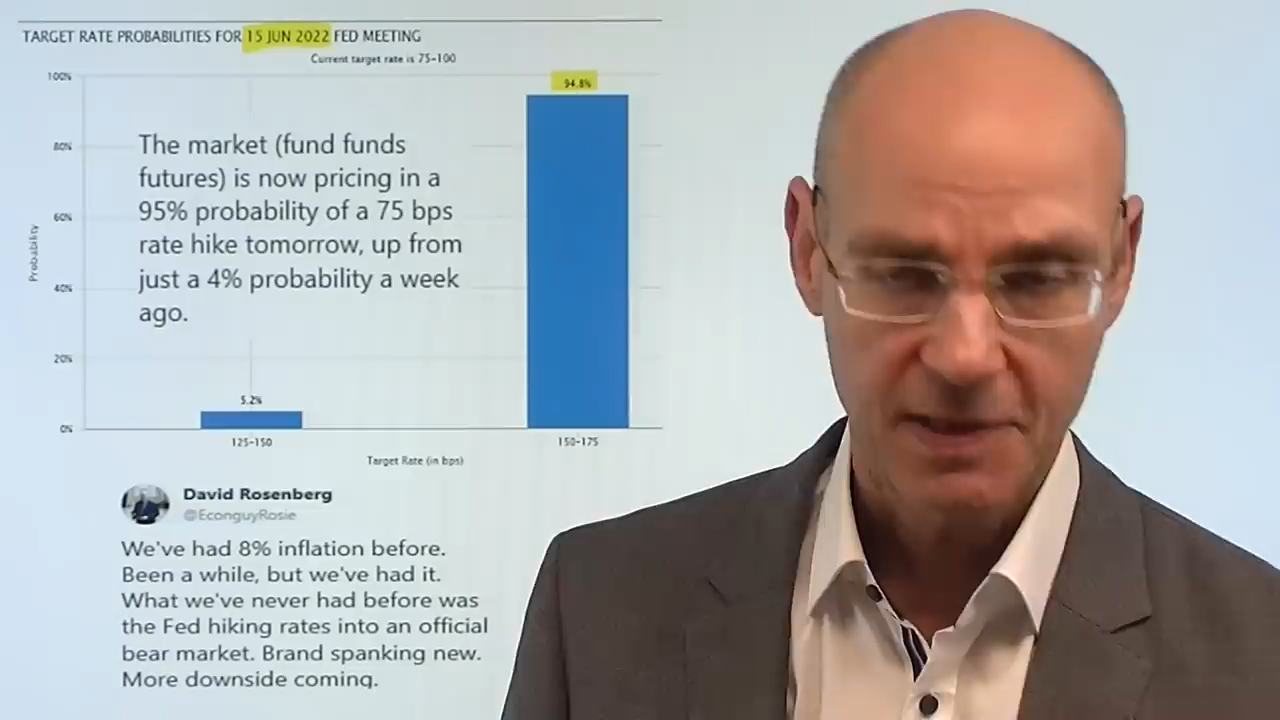 TARGET RATE PROBABILITIES FOR 15 JUN 2022 FED MEETING
Current target rate is 75-100
100%
94.8%
80%
60%
40%
20%
0%
Probability
The market (fund funds
futures) is now pricing in a
95% probability of a 75 bps
rate hike tomorrow, up from
just a 4% probability a week
ago.
5.2%
125-150
150-175
Target Rate (in bps)
David Rosenberg
@EconguyRosie
We've had 8% inflation before.
Been a while, but we've had it.
What we've never had before was
the Fed hiking rates into an official
bear market. Brand spanking new.
More downside coming.